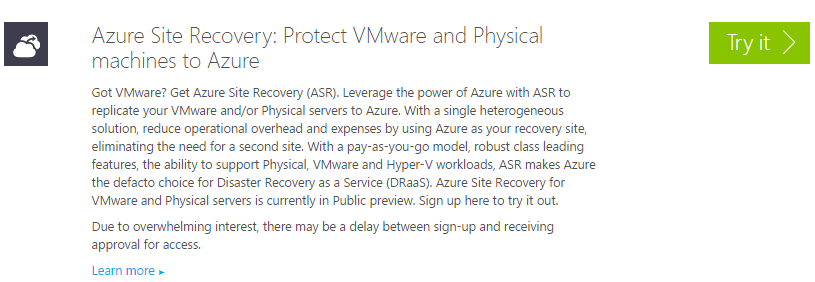 Azure Site Recovery: Protect VMware and Physical
machines to Azure
Try it
Got VMware? Get Azure Site Recovery (ASR). Leverage the power of Azure with ASR to
replicate your VMware and/or Physical servers to Azure. With a single heterogeneous
solution, reduce operational overhead and expenses by using Azure as your recovery site,
eliminating the need for a second site. With a pay-as-you-go model, robust class leading
features, the ability to support Physical, VMware and Hyper-V workloads, ASR makes Azure
the defacto choice for Disaster Recovery as a Service (DRaaS). Azure Site Recovery for
VMware and Physical servers is currently in Public preview. Sign up here to try it out.
Due to overwhelming interest, there may be a delay between sign-up and receiving
approval for access.
Learn more